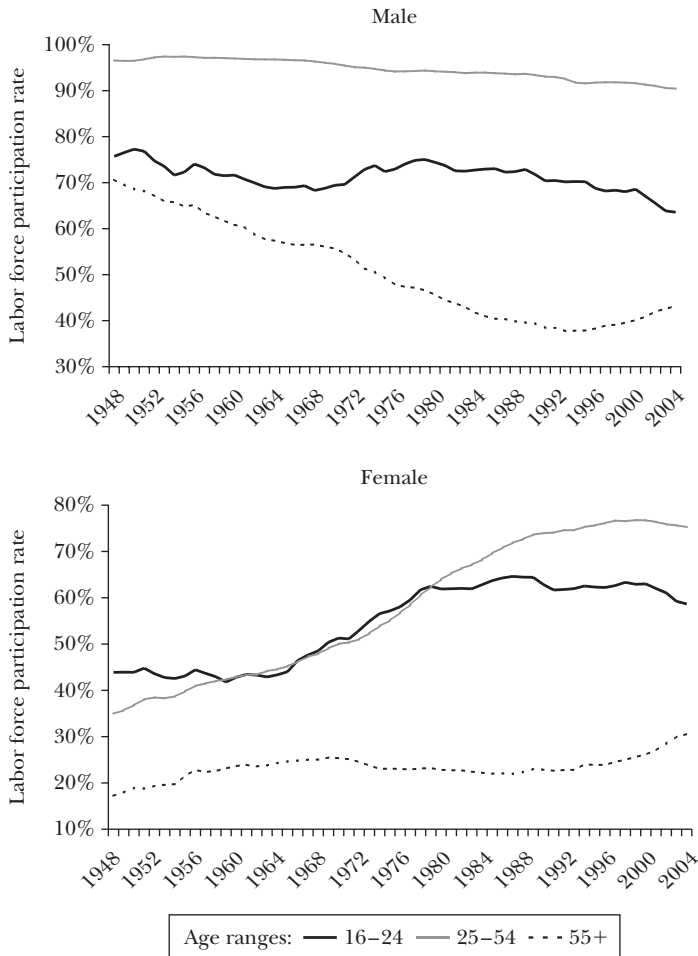 Male
Labor force participation rate
100%
90%
80%
70%
60%
50%
40%
30%
1948 1952 1956 1960 1964 1968 1972 1976 1980 1984 1988 1992 1996 2000 2004
Female
Labor force participation rate
80%
70%
60%
50%
40%
30%
20%
10%
1948 1952 1956 1960 1964 1968 1972 1976 1980 1984 1988 1992 1996 2000 2004
Age ranges: 16–24 25–54 55+